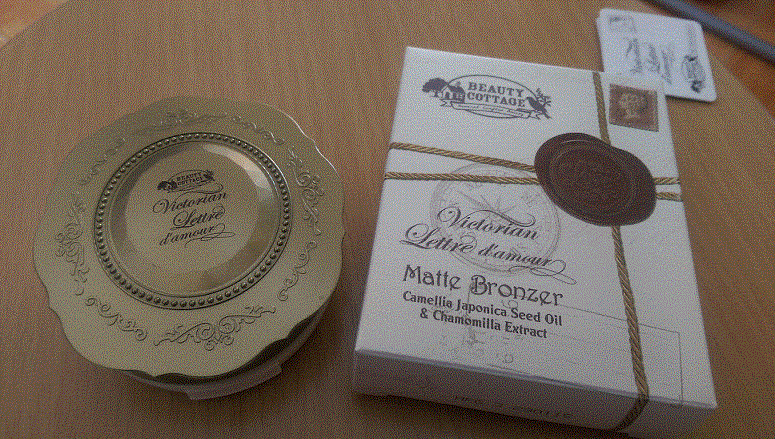 BEAUTY
COTTAGE
Victorian
Lettre
d'amour
BEAUTY
COTTAGE
Victorian
Lettre d'amour
Matte Bronzer
Camellia Japonica Seed Oil
& Chamomilla Extract